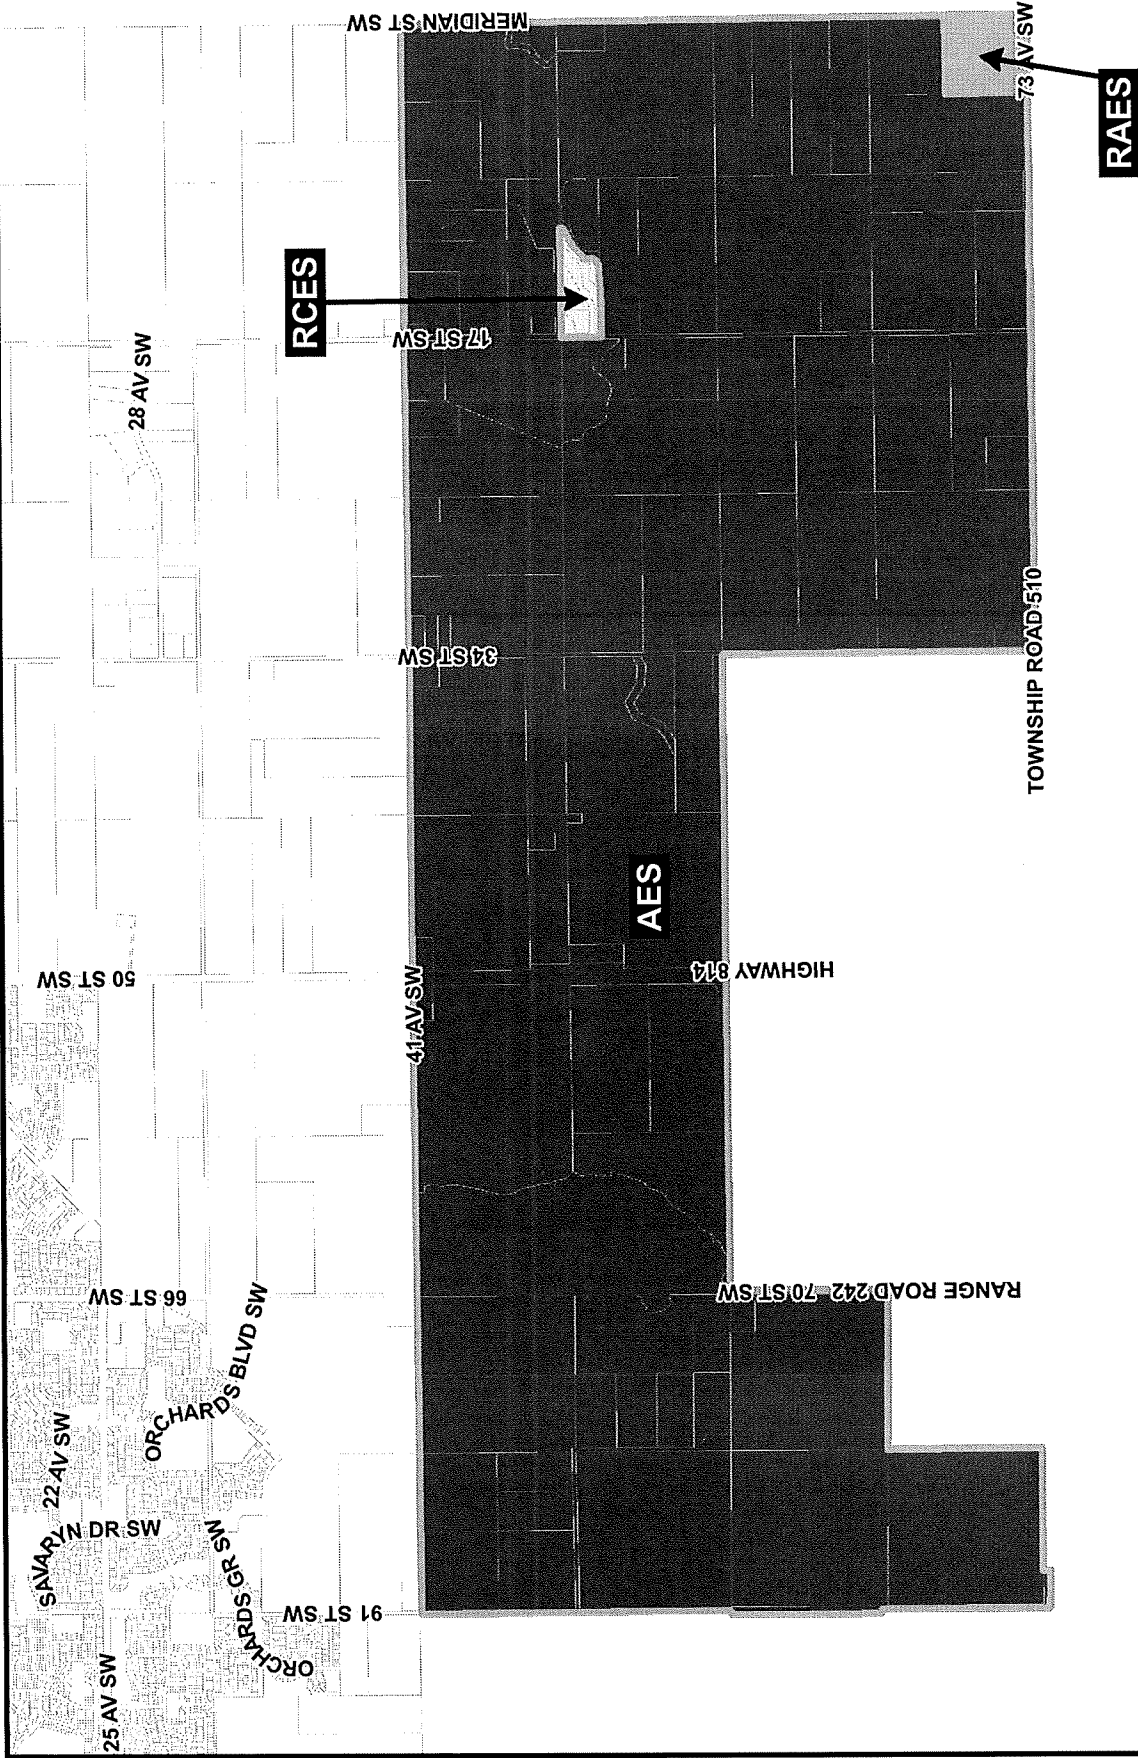 25 AV SW
SAVARYN DR SW
22 AV SW
66 ST SW
50 ST SW
28 AV SW
ORCHARDS GR SW
ORCHARDS BLVD SW
91 ST SW
RCES
MERIDIAN ST SW
41 AV SW
34 ST SW
17 ST SW
AES
RANGE ROAD 242
70 ST SW
HIGHWAY 814
TOWNSHIP ROAD 510
73 AV SW
RAES